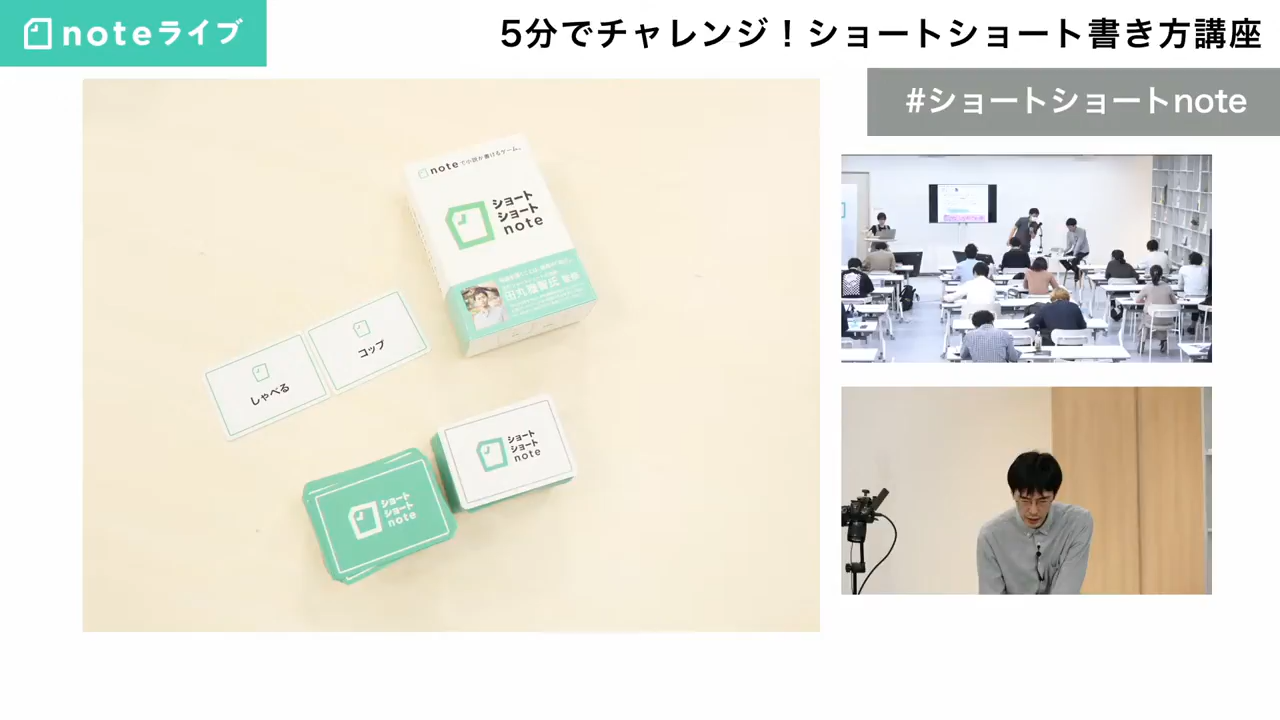 noteライブ
5分でチャレンジ！ショートショート書き方講座
#ショートショートnote
noteで小説が書けるゲーム。
ショート
ショート
note
田丸雅智氏 監修
コップ
しゃべる
ショート
ショート
note
ショート
ショート
note